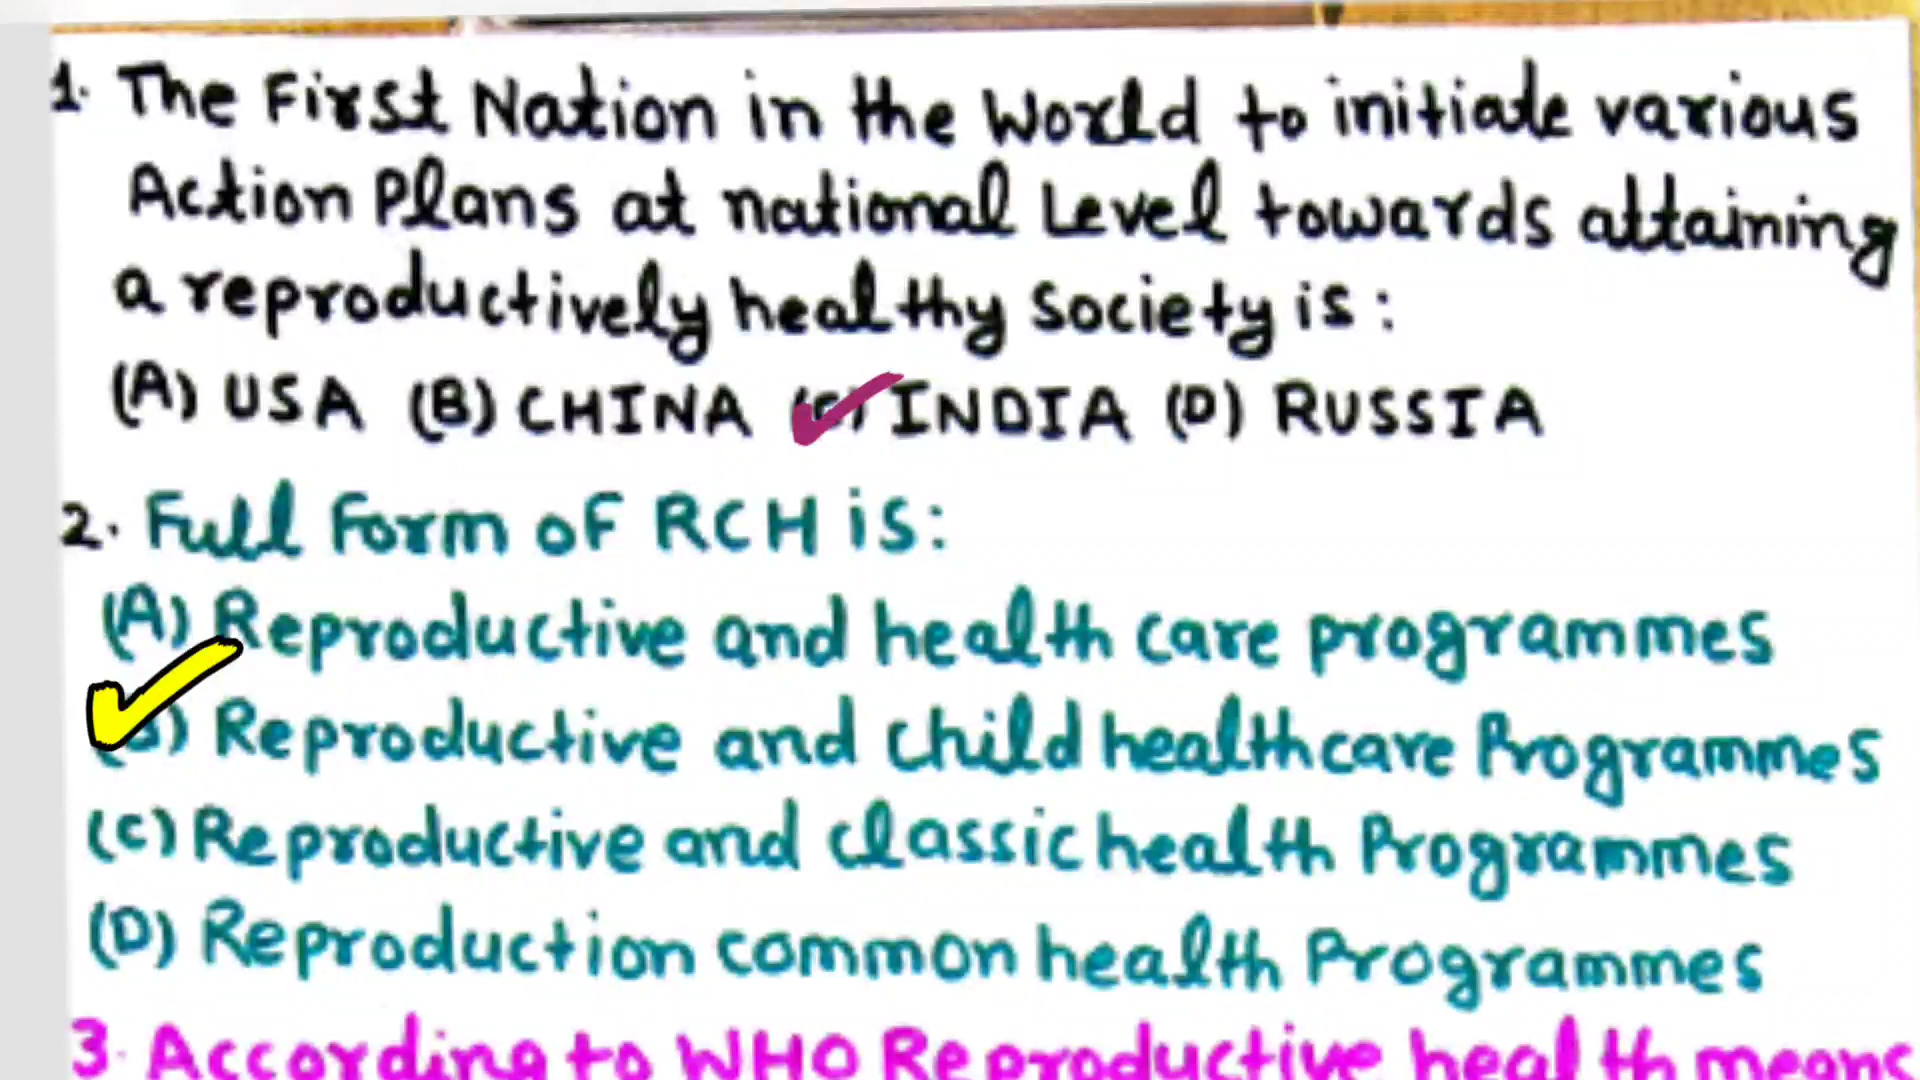 1. The First Nation in the World to initiate various
Action Plans at national Level towards attaining
a reproductively healthy Society is :
(A) USA (B) CHINA (C) INDIA (D) RUSSIA
2. Full Form of RCH is:
(A) Reproductive and health care programmes
(B) Reproductive and child healthcare Programmes
(C) Reproductive and classic health Programmes
(D) Reproduction common health Programmes
3. According to WHO Reproductive health means